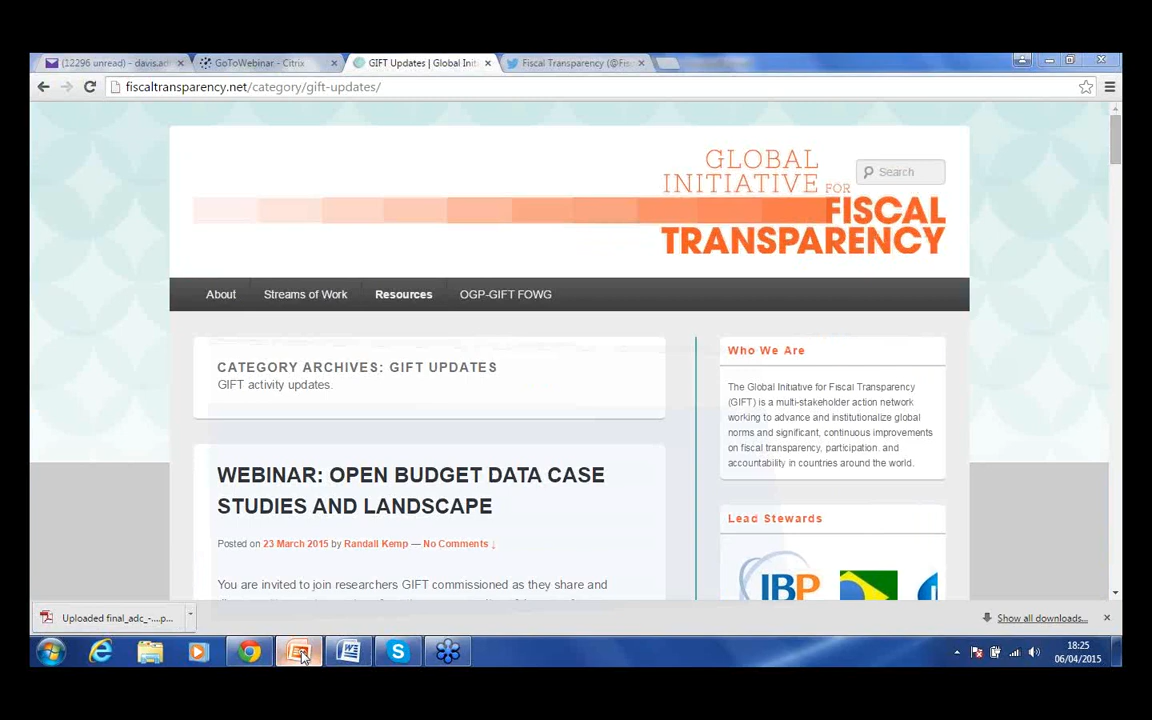 (12296 unread) - davis.ad
GoToWebinar - Citrix
GIFT Updates | Global Init
Fiscal Transparency (@Fis
fiscaltransparency.net/category/gift-updates/
GLOBAL
INITIATIVE FOR
FISCAL
TRANSPARENCY
Search
About
Streams of Work
Resources
OGP-GIFT FOWG
CATEGORY ARCHIVES: GIFT UPDATES
GIFT activity updates.
WEBINAR: OPEN BUDGET DATA CASE
STUDIES AND LANDSCAPE
Posted on 23 March 2015 by Randall Kemp — No Comments ↓
You are invited to join researchers GIFT commissioned as they share and
Who We Are
The Global Initiative for Fiscal Transparency
(GIFT) is a multi-stakeholder action network
working to advance and institutionalize global
norms and significant, continuous improvements
on fiscal transparency, participation. and
accountability in countries around the world.
Lead Stewards
IBP
Uploaded final_adc_-....p...
Show all downloads...
18:25
06/04/2015